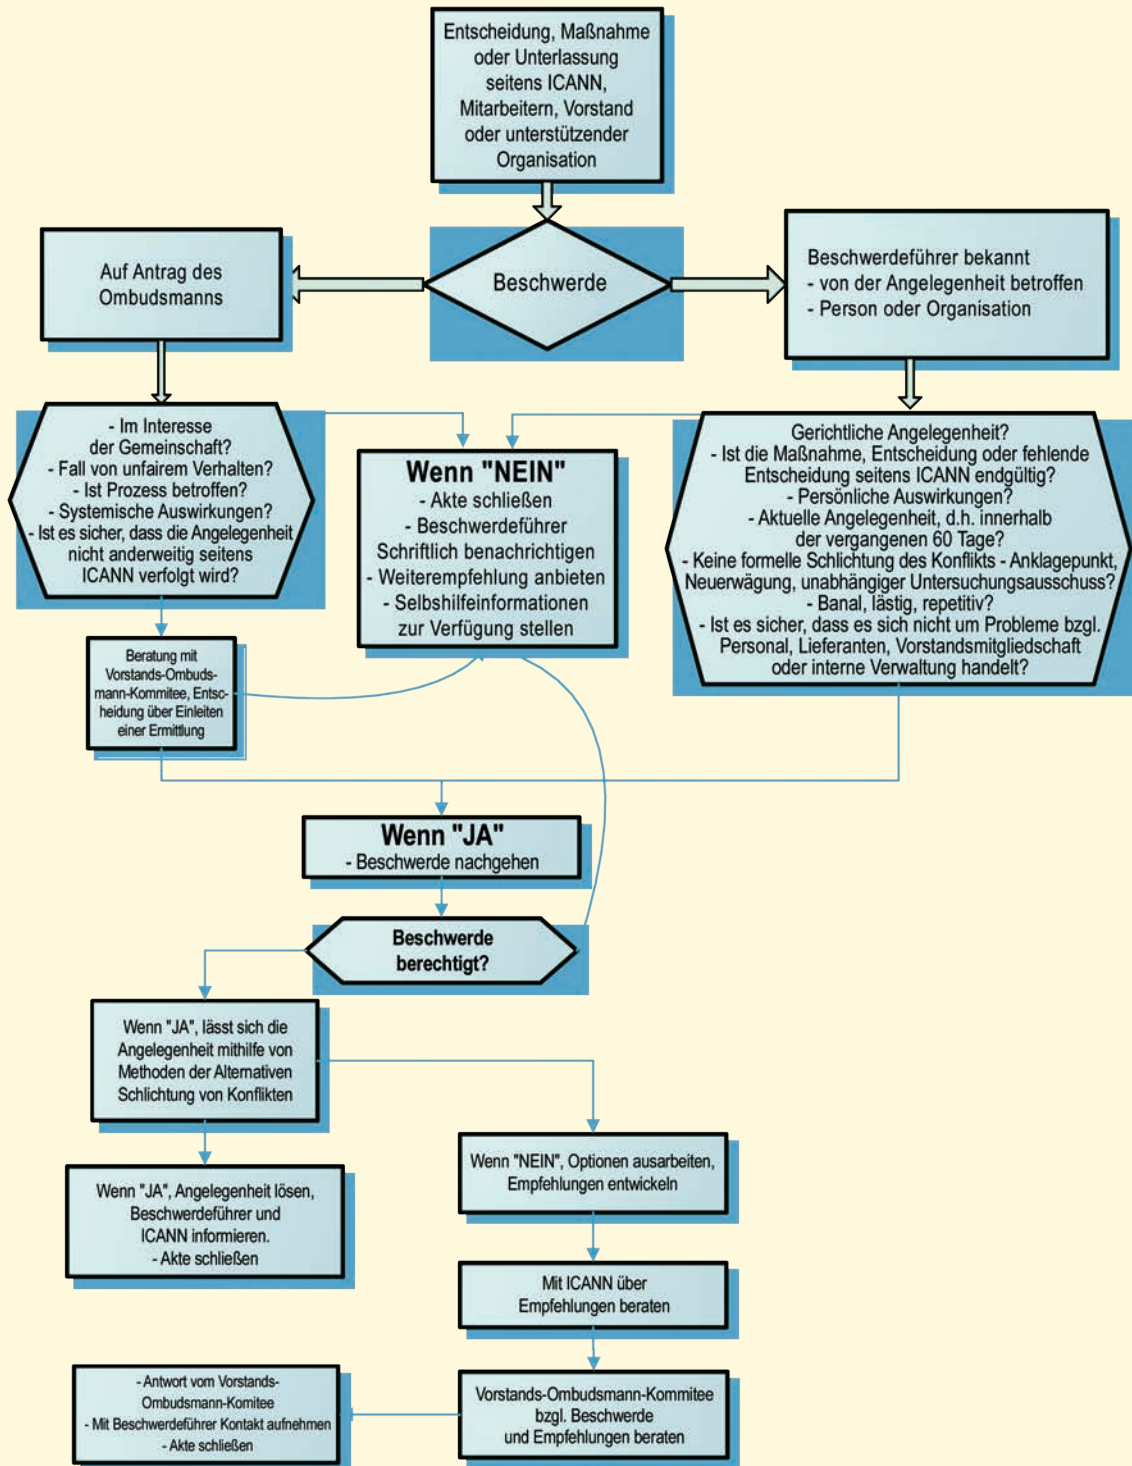 Entscheidung, Maßnahme
oder Unterlassung
seitens ICANN,
Mitarbeitern, Vorstand
oder unterstützender
Organisation
Beschwerde
Auf Antrag des
Ombudsmanns
Beschwerdeführer bekannt
- von der Angelegenheit betroffen
- Person oder Organisation
- Im Interesse
der Gemeinschaft?
- Fall von unfairem Verhalten?
- Ist Prozess betroffen?
- Systemische Auswirkungen?
- Ist es sicher, dass die Angelegenheit
nicht anderweitig seitens
ICANN verfolgt wird?
Wenn "NEIN"
- Akte schließen
- Beschwerdeführer
Schriftlich benachrichtigen
- Weiterempfehlung anbieten
- Selbshilfeinformationen
zur Verfügung stellen
Gerichtliche Angelegenheit?
- Ist die Maßnahme, Entscheidung oder fehlende
Entscheidung seitens ICANN endgültig?
- Persönliche Auswirkungen?
- Aktuelle Angelegenheit, d.h. innerhalb
der vergangenen 60 Tage?
- Keine formelle Schlichtung des Konflikts - Anklagepunkt,
Neuerwägung, unabhängiger Untersuchungsausschuss?
- Banal, lästig, repetitiv?
- Ist es sicher, dass es sich nicht um Probleme bzgl.
Personal, Lieferanten, Vorstandsmitgliedschaft
oder interne Verwaltung handelt?
Beratung mit
Vorstands-Ombuds-
mann-Kommitee, Entsc-
heidung über Einleiten
einer Ermittlung
Wenn "JA"
- Beschwerde nachgehen
Beschwerde
berechtigt?
Wenn "JA", lässt sich die
Angelegenheit mithilfe von
Methoden der Alternativen
Schlichtung von Konflikten
Wenn "JA", Angelegenheit lösen,
Beschwerdeführer und
ICANN informieren.
- Akte schließen
Wenn "NEIN", Optionen ausarbeiten,
Empfehlungen entwickeln
Mit ICANN über
Empfehlungen beraten
Vorstands-Ombudsmann-Kommitee
bzgl. Beschwerde
und Empfehlungen beraten
- Antwort vom Vorstands-
Ombudsmann-Komitee
- Mit Beschwerdeführer Kontakt aufnehmen
- Akte schließen